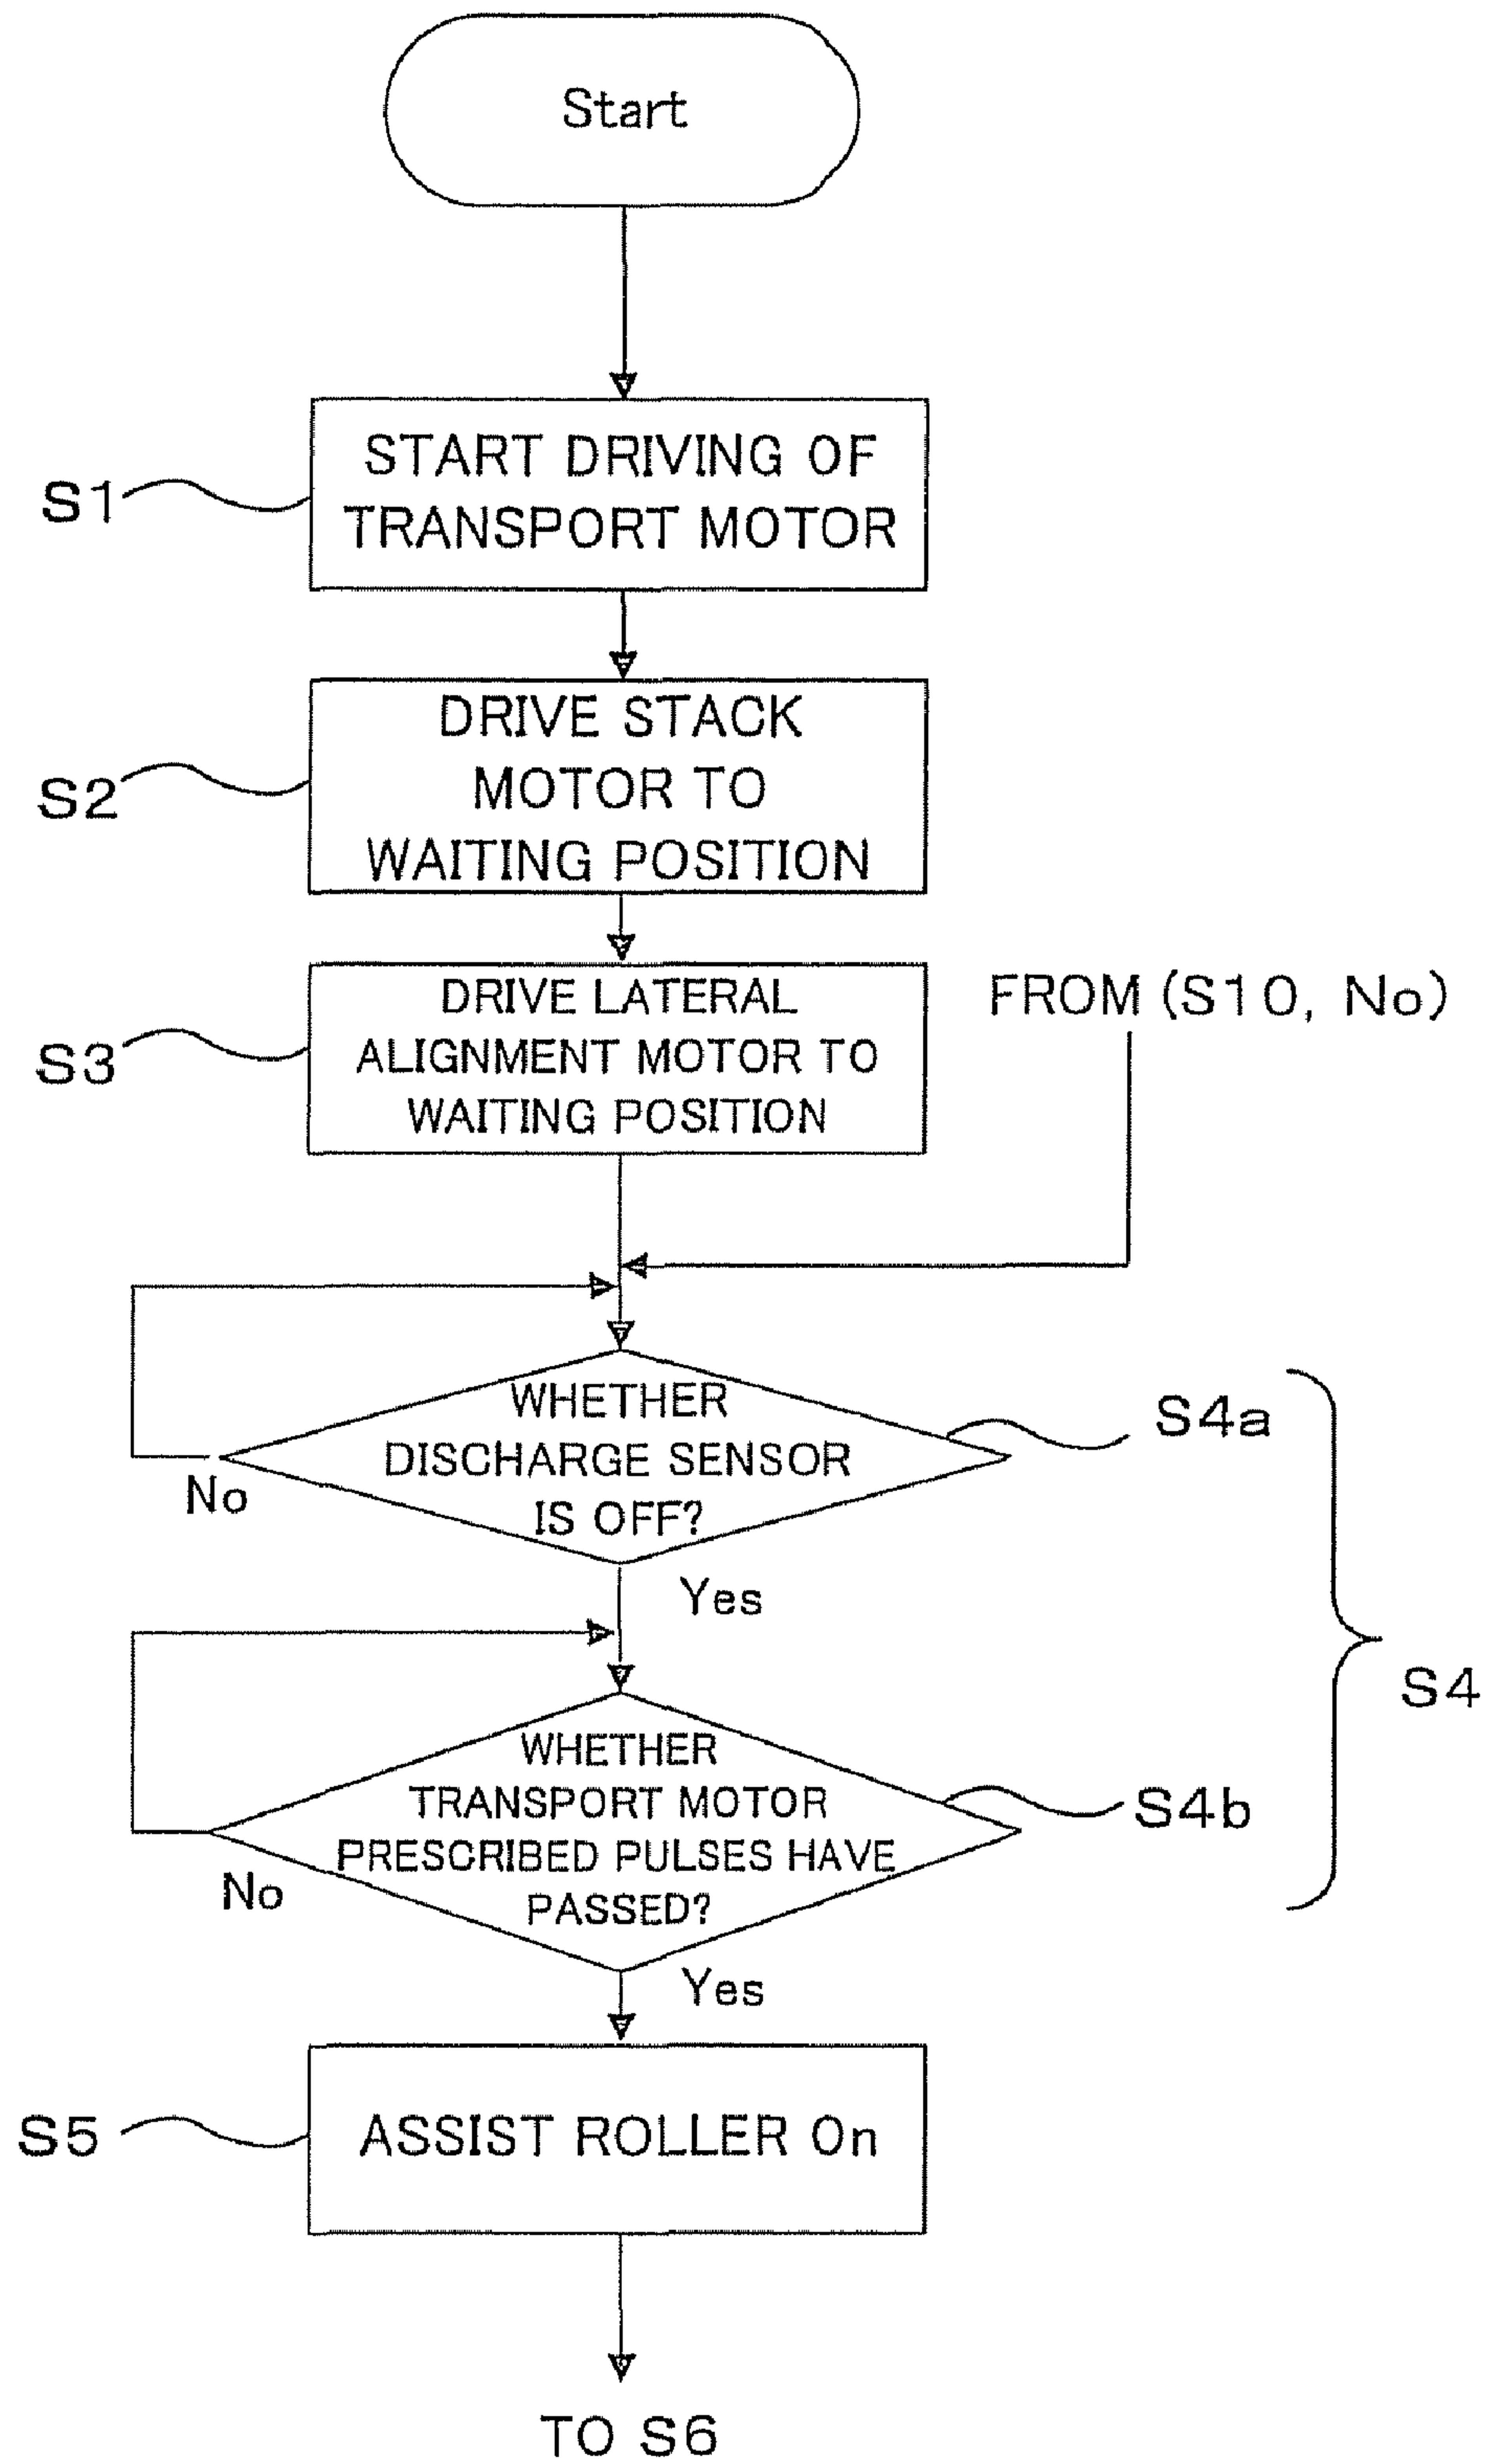 Start
S1
START DRIVING OF
TRANSPORT MOTOR
S2
DRIVE STACK
MOTOR TO
WAITING POSITION
S3
DRIVE LATERAL
ALIGNMENT MOTOR TO
WAITING POSITION
FROM (S10, No)
WHETHER
DISCHARGE SENSOR
IS OFF?
S4a
No
Yes
S4
WHETHER
TRANSPORT MOTOR
PRESCRIBED PULSES HAVE
PASSED?
S4b
No
Yes
S5
ASSIST ROLLER On
TO S6